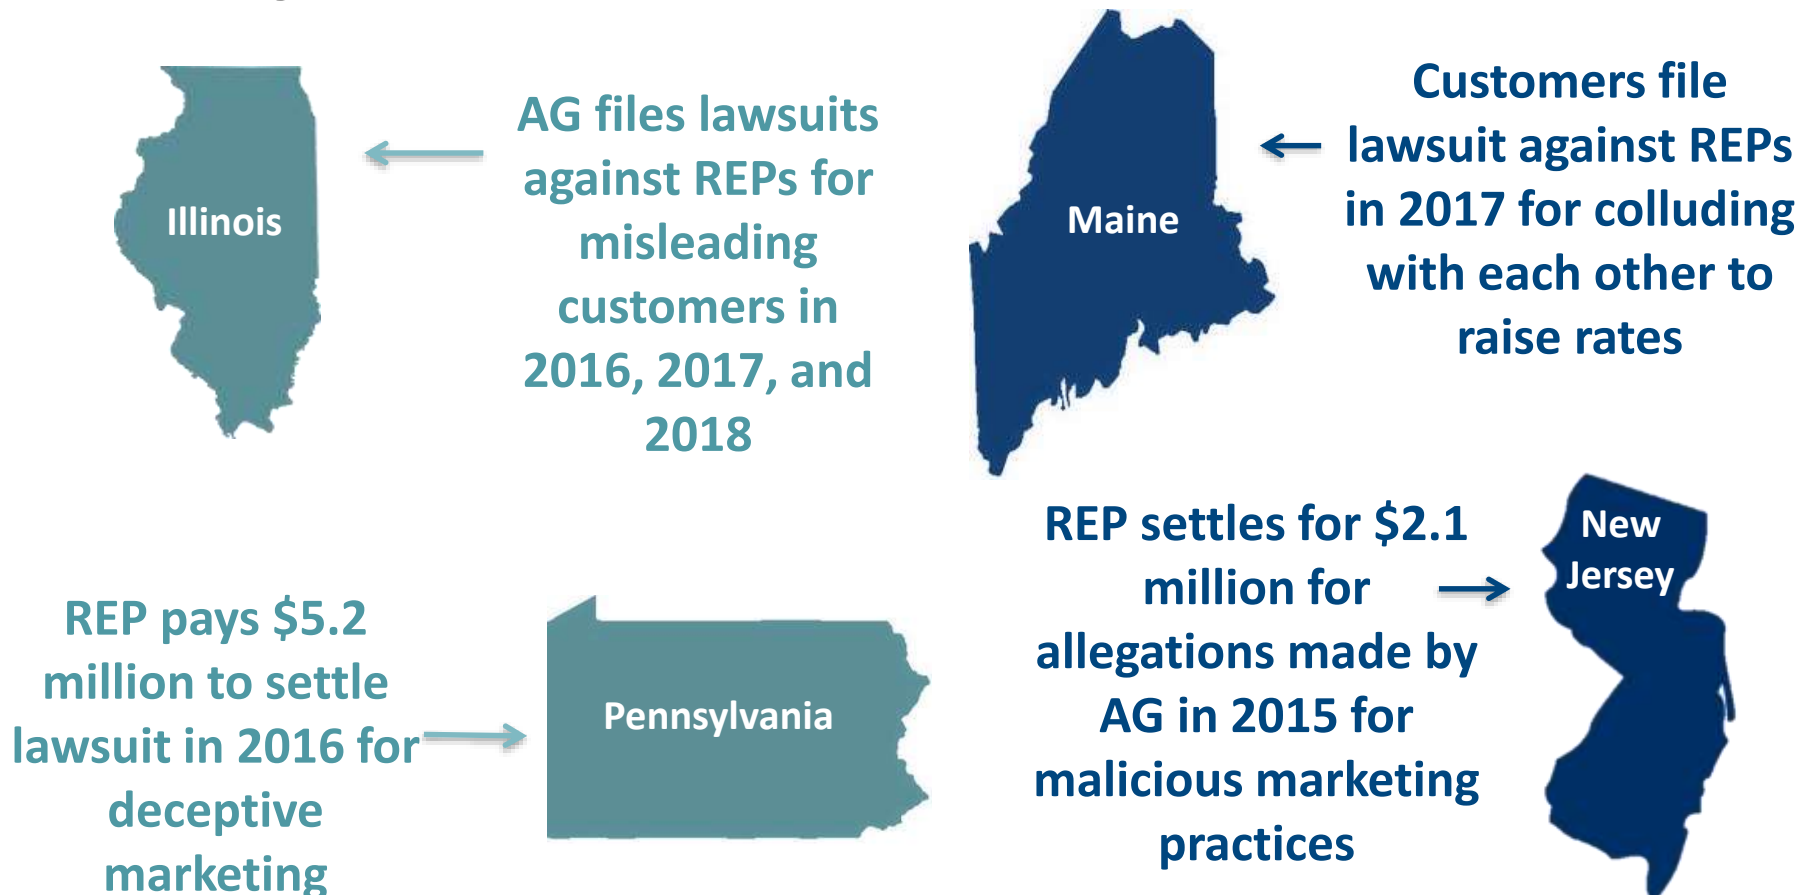 Illinois
AG files lawsuits
against REPs for
misleading
customers in
2016, 2017, and
2018
Maine
Customers file
lawsuit against REPs
in 2017 for colluding
with each other to
raise rates
REP pays $5.2
million to settle
lawsuit in 2016 for
deceptive
marketing
Pennsylvania
REP settles for $2.1
million for
allegations made by
AG in 2015 for
malicious marketing
practices
New
Jersey